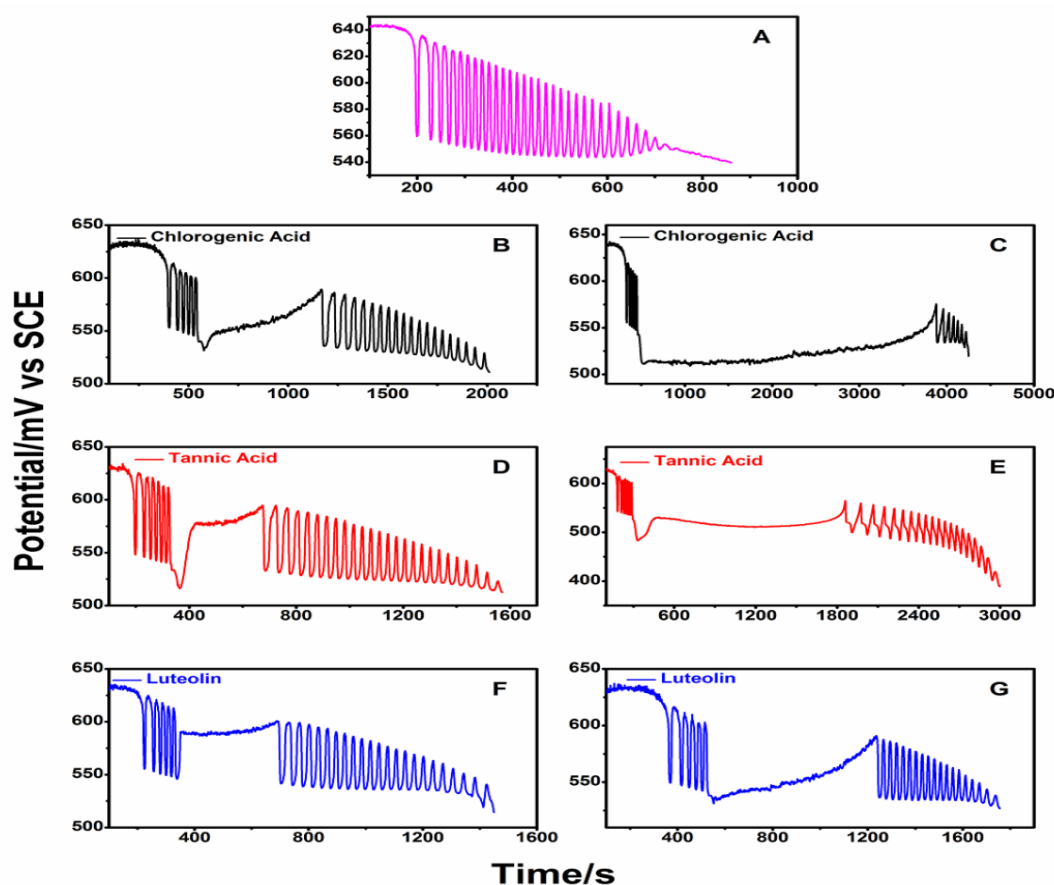 Potential/mV vs SCE
A
640
620
600
580
560
540
200 400 600 800 1000
Chlorogenic Acid B
650
600
550
500
500 1000 1500 2000
Chlorogenic Acid C
650
600
550
500
1000 2000 3000 4000 5000
Tannic Acid D
650
600
550
500
400 800 1200 1600
Tannic Acid E
600
500
400
600 1200 1800 2400 3000
Luteolin F
650
600
550
500
400 800 1200 1600
Luteolin G
650
600
550
400 800 1200 1600
Time/s